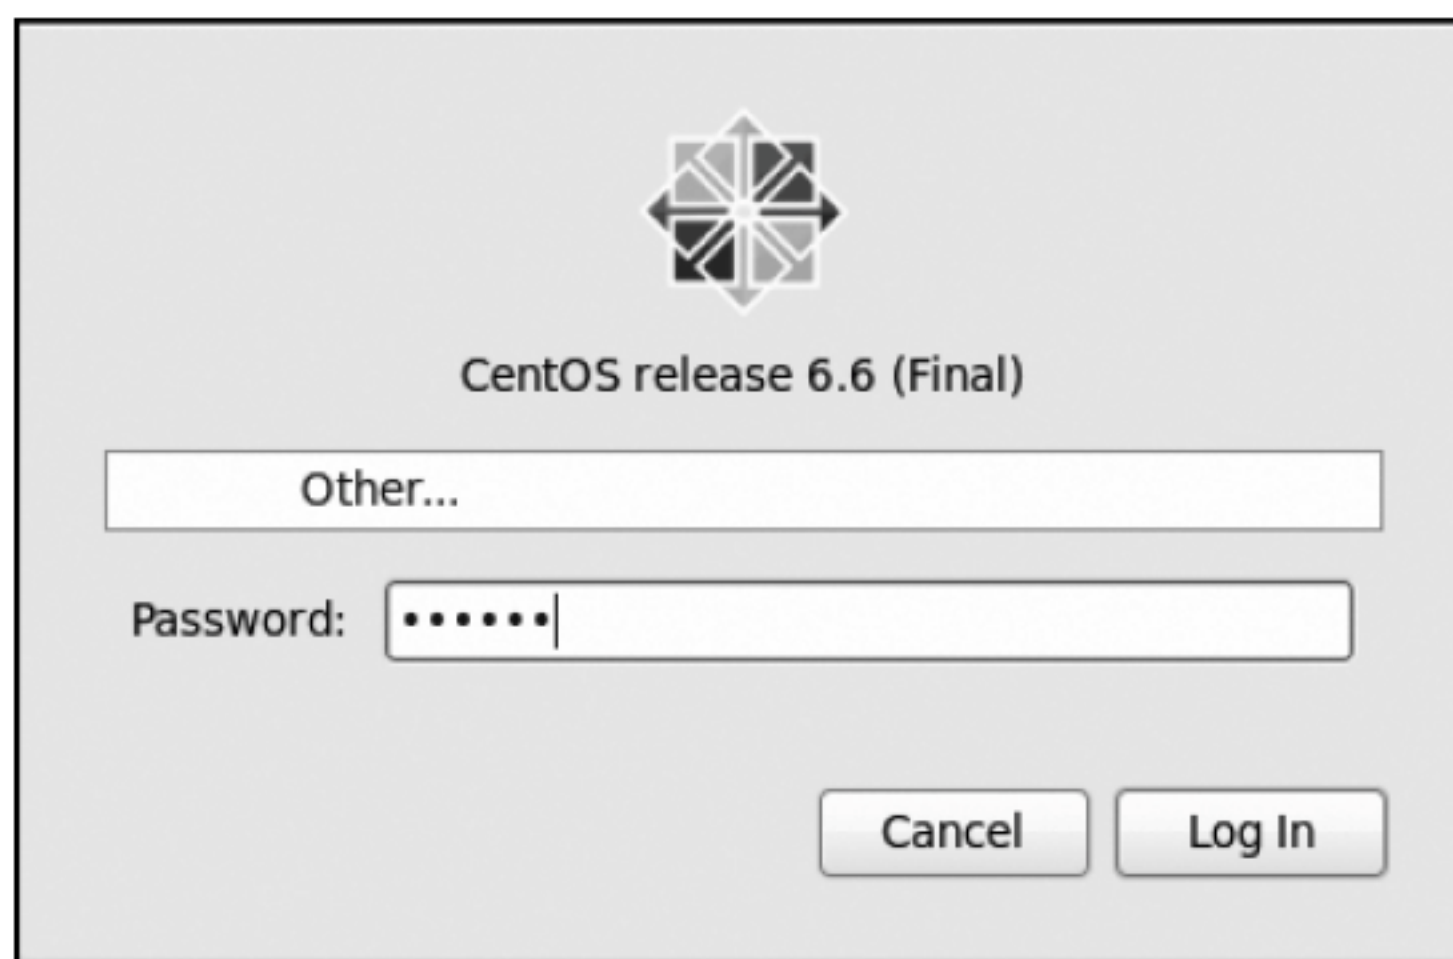 CentOS release 6.6 (Final)
Other...
Password: ••••••
Cancel Log In